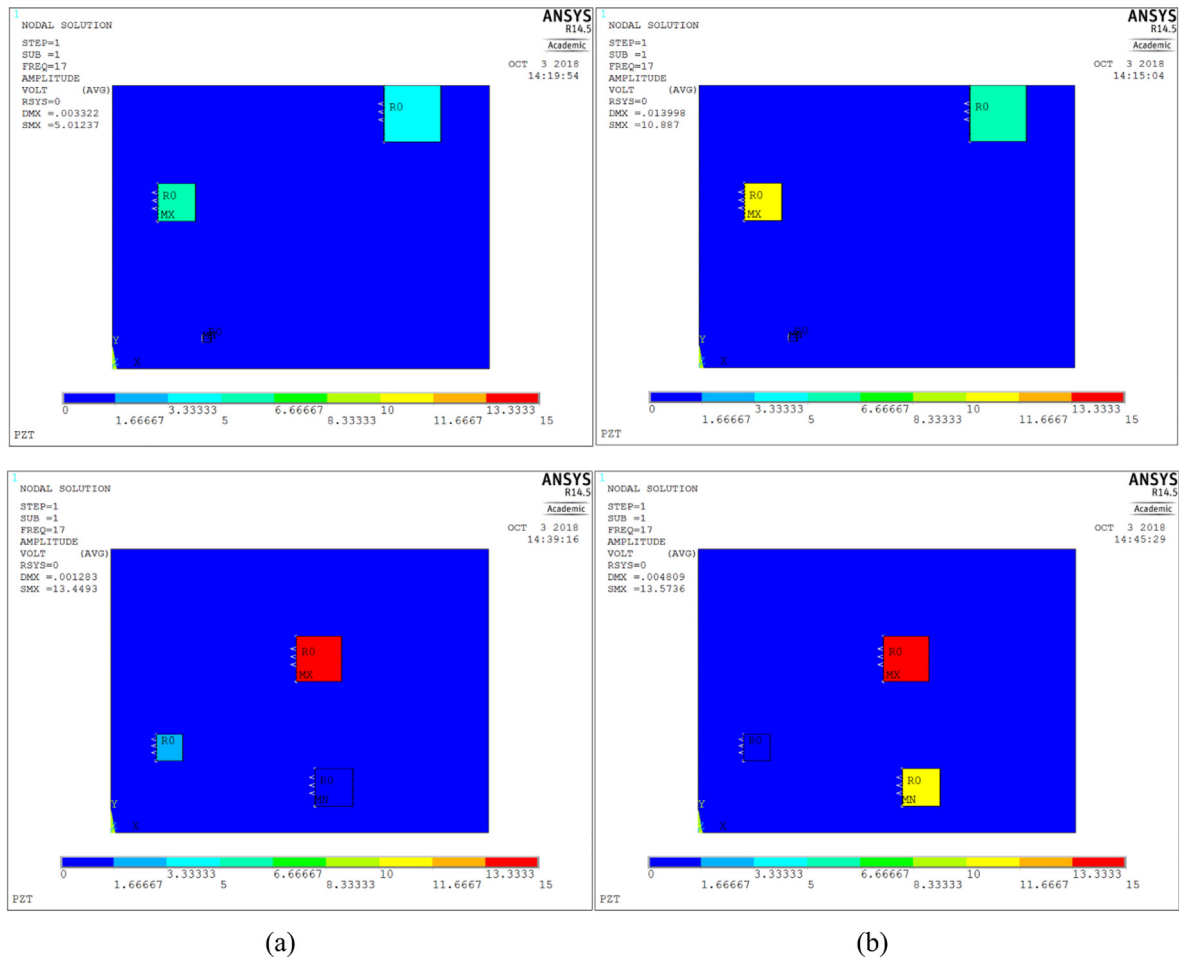 1
NODAL SOLUTION
STEP=1
SUB =1
FREQ=17
AMPLITUDE
VOLT (AVG)
RSYS=0
DMX =.003322
SMX =5.01237
ANSYS
R14.5
Academic
OCT 3 2018
14:19:54
R0
R0
MX
Y
X
0 3.33333 6.66667 10 13.3333
1.66667 5 8.33333 11.6667 15
PZT
1
NODAL SOLUTION
STEP=1
SUB =1
FREQ=17
AMPLITUDE
VOLT (AVG)
RSYS=0
DMX =.013998
SMX =10.887
ANSYS
R14.5
Academic
OCT 3 2018
14:15:04
R0
R0
MX
Y
X
0 3.33333 6.66667 10 13.3333
1.66667 5 8.33333 11.6667 15
PZT
1
NODAL SOLUTION
STEP=1
SUB =1
FREQ=17
AMPLITUDE
VOLT (AVG)
RSYS=0
DMX =.001283
SMX =13.4493
ANSYS
R14.5
Academic
OCT 3 2018
14:39:16
R0
MX
R0
R0
MN
Y
X
0 3.33333 6.66667 10 13.3333
1.66667 5 8.33333 11.6667 15
PZT
1
NODAL SOLUTION
STEP=1
SUB =1
FREQ=17
AMPLITUDE
VOLT (AVG)
RSYS=0
DMX =.004809
SMX =13.5736
ANSYS
R14.5
Academic
OCT 3 2018
14:45:29
R0
MX
R0
R0
MN
Y
X
0 3.33333 6.66667 10 13.3333
1.66667 5 8.33333 11.6667 15
PZT
(a) (b)